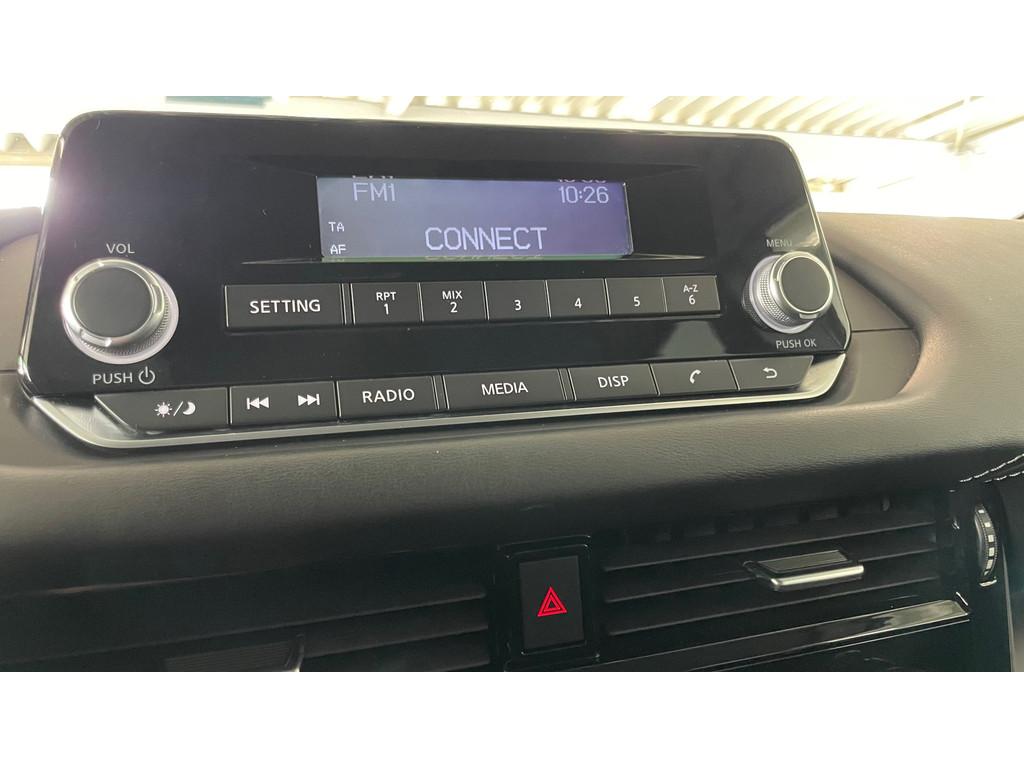 FM1 10:26
TA
CONNECT
AF
VOL
MENU
SETTING RPT 1 MIX 2 3 4 5 A-Z 6
PUSH
PUSH OK
RADIO MEDIA DISP